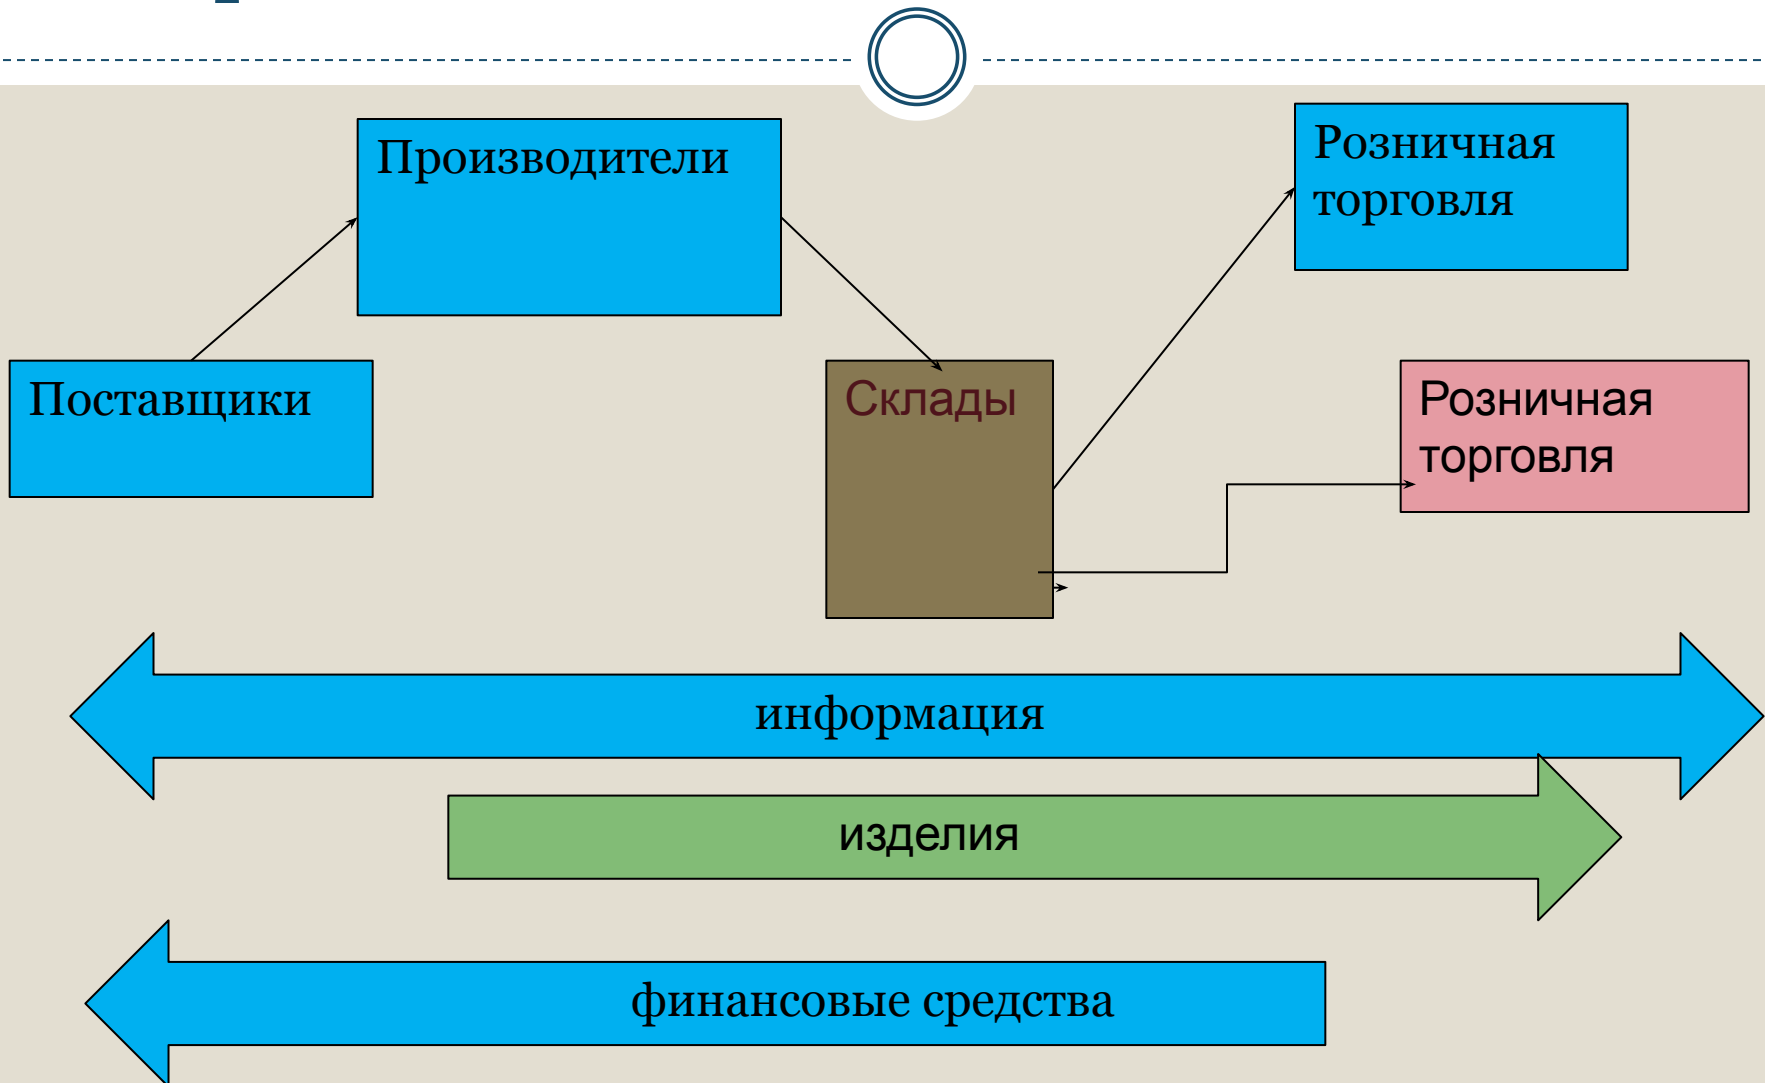 Производители
Розничная
торговля
Поставщики
Склады
Розничная
торговля
информация
изделия
финансовые средства